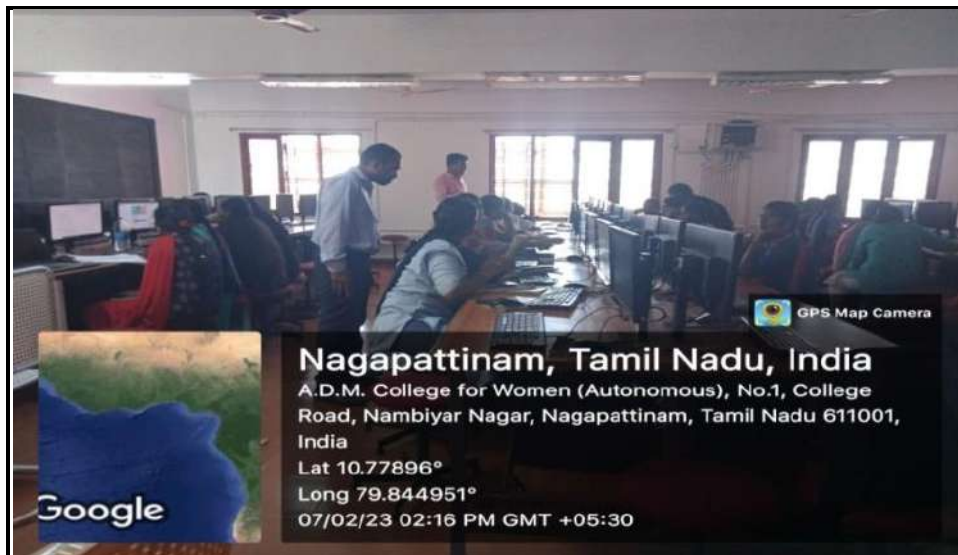 GPS Map Camera
Nagapattinam, Tamil Nadu, India
A.D.M. College for Women (Autonomous), No.1, College
Road, Nambiyar Nagar, Nagapattinam, Tamil Nadu 611001,
India
Lat 10.77896°
Long 79.844951°
07/02/23 02:16 PM GMT +05:30
Google